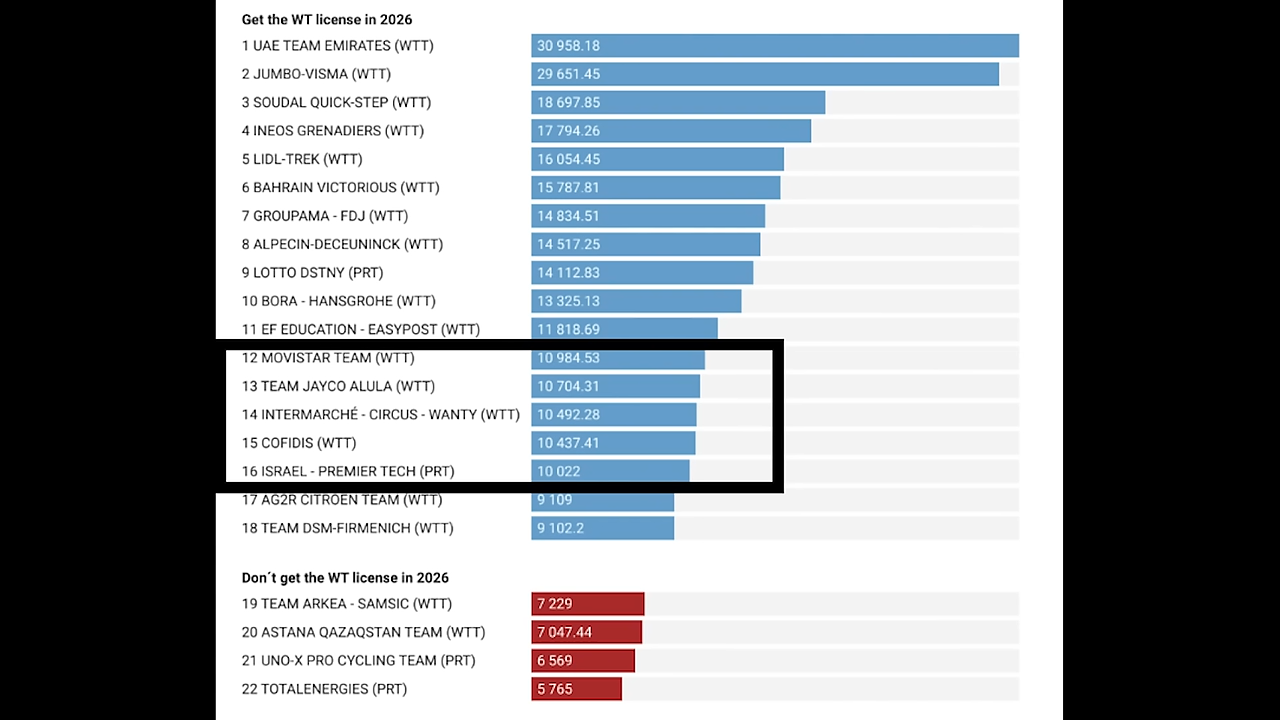 Get the WT license in 2026
1 UAE TEAM EMIRATES (WTT) 30 958.18
2 JUMBO-VISMA (WTT) 29 651.45
3 SOUDAL QUICK-STEP (WTT) 18 697.85
4 INEOS GRENADIERS (WTT) 17 794.26
5 LIDL-TREK (WTT) 16 054.45
6 BAHRAIN VICTORIOUS (WTT) 15 787.81
7 GROUPAMA - FDJ (WTT) 14 834.51
8 ALPECIN-DECEUNINCK (WTT) 14 517.25
9 LOTTO DSTNY (PRT) 14 112.83
10 BORA - HANSGROHE (WTT) 13 325.13
11 EF EDUCATION - EASYPOST (WTT) 11 818.69
12 MOVISTAR TEAM (WTT) 10 984.53
13 TEAM JAYCO ALULA (WTT) 10 704.31
14 INTERMARCHÉ - CIRCUS - WANTY (WTT) 10 492.28
15 COFIDIS (WTT) 10 437.41
16 ISRAEL - PREMIER TECH (PRT) 10 022
17 AG2R CITROEN TEAM (WTT) 9 109
18 TEAM DSM-FIRMENICH (WTT) 9 102.2
Don´t get the WT license in 2026
19 TEAM ARKEA - SAMSIC (WTT) 7 229
20 ASTANA QAZAQSTAN TEAM (WTT) 7 047.44
21 UNO-X PRO CYCLING TEAM (PRT) 6 569
22 TOTALENERGIES (PRT) 5 765